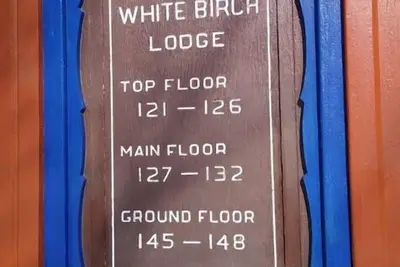 WHITE BIRCH
LODGE
TOP FLOOR
121 — 126
MAIN FLOOR
127 — 132
GROUND FLOOR
145 — 148